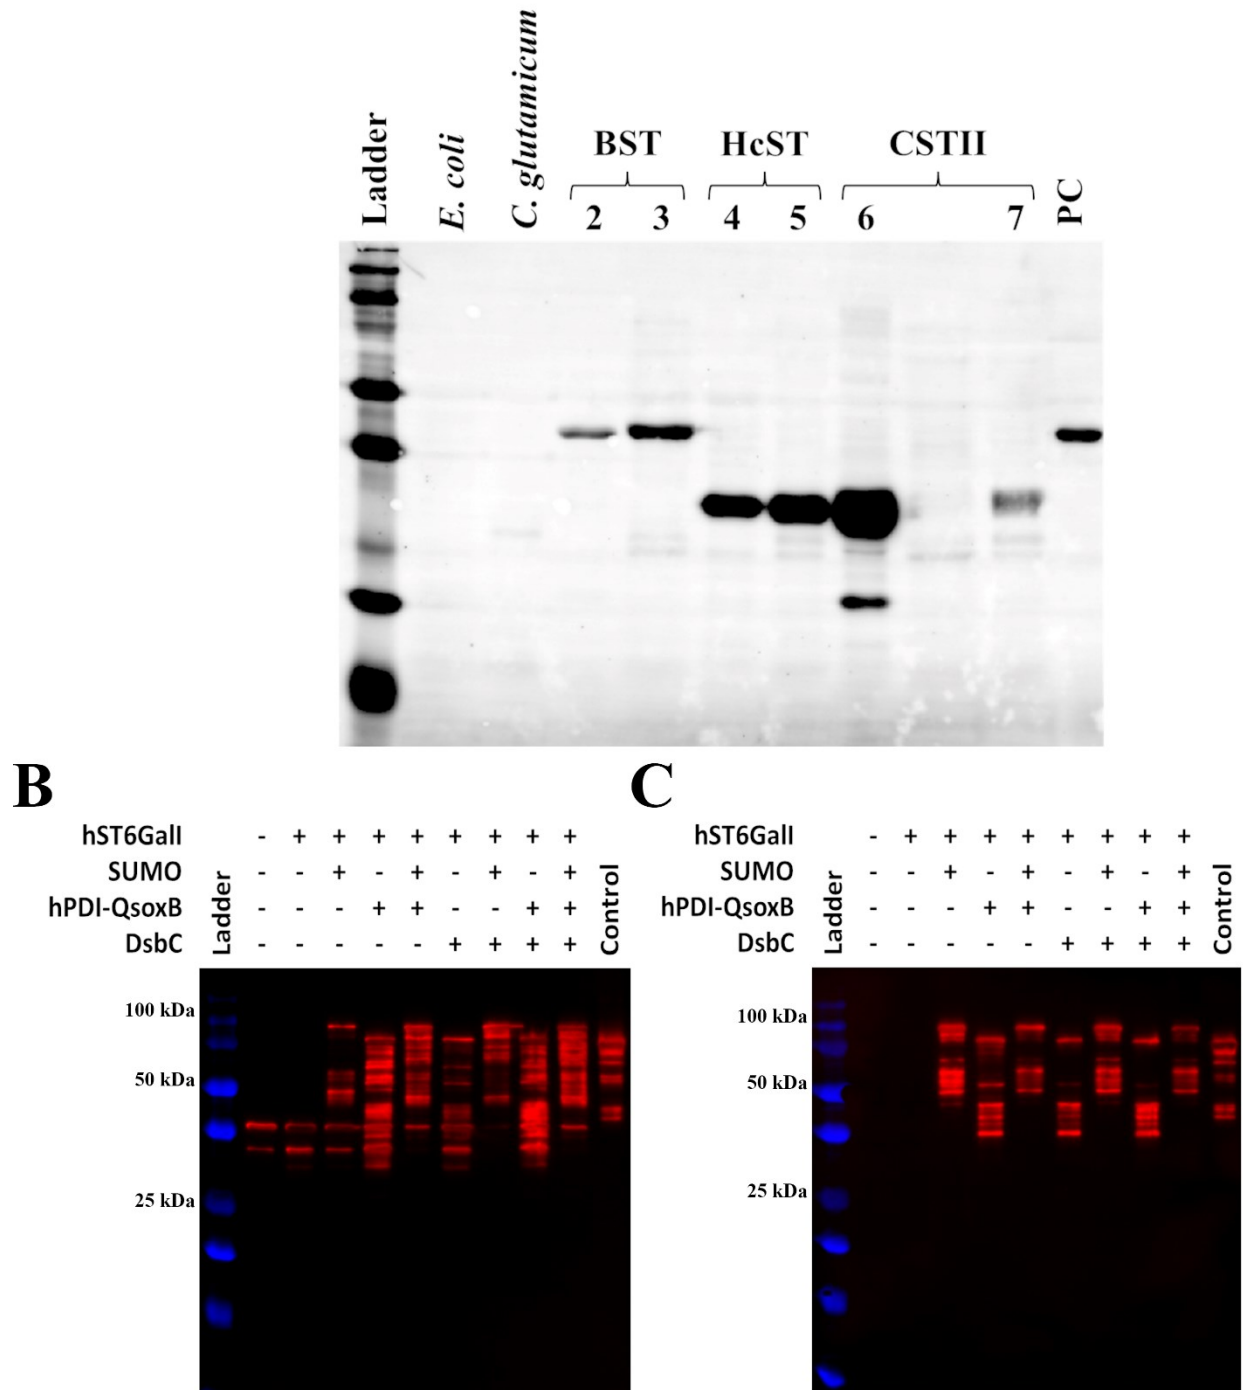 Ladder
E. coli
C. glutamicum
BST
HcST
CSTII
2 3 4 5 6 7
PC
B
hST6GalI - + + + + + + + +
SUMO - - + - + - + - +
hPDI-QsoxB - - - + + - - + +
DsbC - - - - - + + + +
Ladder
Control
100 kDa
50 kDa
25 kDa
C
hST6GalI - + + + + + + + +
SUMO - - + - + - + - +
hPDI-QsoxB - - - + + - - + +
DsbC - - - - - + + + +
Ladder
Control
100 kDa
50 kDa
25 kDa